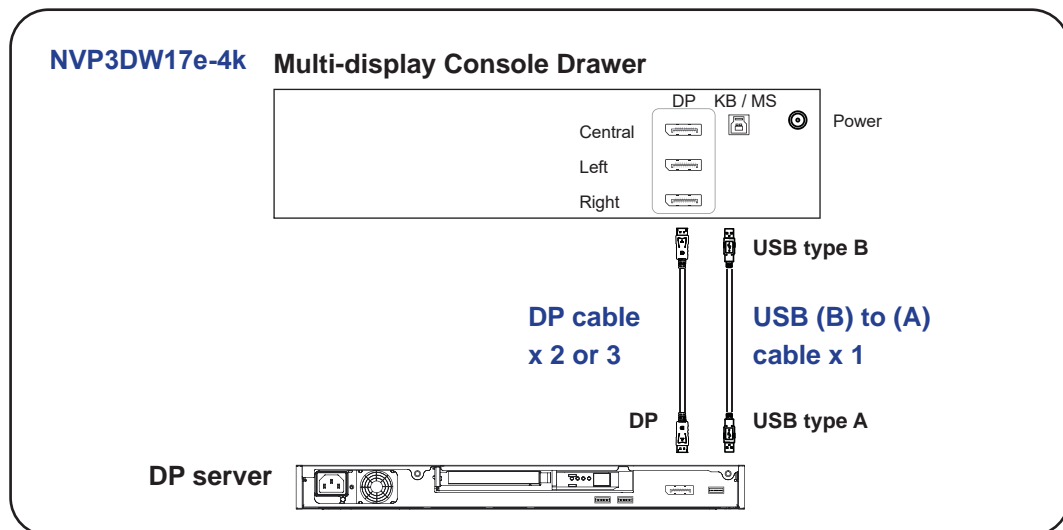 NVP3DW17e-4k Multi-display Console Drawer
DP KB / MS
Central
Power
Left
Right
USB type B
DP cable
x 2 or 3
USB (B) to (A)
cable x 1
DP
USB type A
DP server